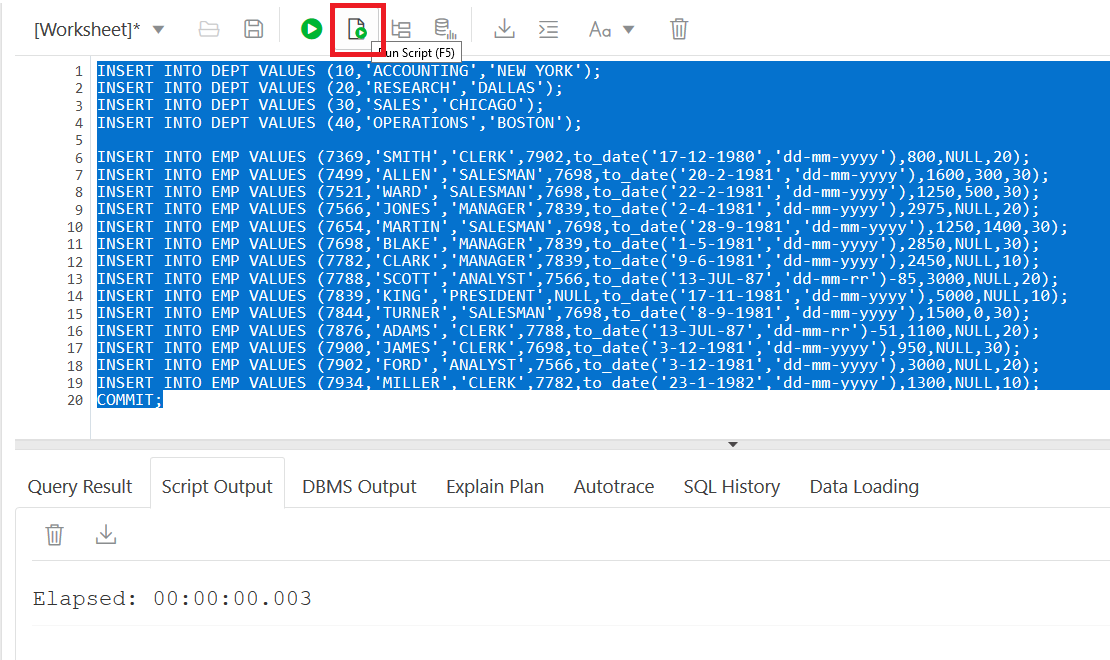 [Worksheet]*
Aa
Run Script (F5)
1 INSERT INTO DEPT VALUES (10,'ACCOUNTING','NEW YORK');
2 INSERT INTO DEPT VALUES (20,'RESEARCH','DALLAS');
3 INSERT INTO DEPT VALUES (30,'SALES','CHICAGO');
4 INSERT INTO DEPT VALUES (40,'OPERATIONS','BOSTON');
5
6 INSERT INTO EMP VALUES (7369,'SMITH','CLERK',7902,to_date('17-12-1980','dd-mm-yyyy'),800,NULL,20);
7 INSERT INTO EMP VALUES (7499,'ALLEN','SALESMAN',7698,to_date('20-2-1981','dd-mm-yyyy'),1600,300,30);
8 INSERT INTO EMP VALUES (7521,'WARD','SALESMAN',7698,to_date('22-2-1981','dd-mm-yyyy'),1250,500,30);
9 INSERT INTO EMP VALUES (7566,'JONES','MANAGER',7839,to_date('2-4-1981','dd-mm-yyyy'),2975,NULL,20);
10 INSERT INTO EMP VALUES (7654,'MARTIN','SALESMAN',7698,to_date('28-9-1981','dd-mm-yyyy'),1250,1400,30);
11 INSERT INTO EMP VALUES (7698,'BLAKE','MANAGER',7839,to_date('1-5-1981','dd-mm-yyyy'),2850,NULL,30);
12 INSERT INTO EMP VALUES (7782,'CLARK','MANAGER',7839,to_date('9-6-1981','dd-mm-yyyy'),2450,NULL,10);
13 INSERT INTO EMP VALUES (7788,'SCOTT','ANALYST',7566,to_date('13-JUL-87','dd-mm-rr')-85,3000,NULL,20);
14 INSERT INTO EMP VALUES (7839,'KING','PRESIDENT',NULL,to_date('17-11-1981','dd-mm-yyyy'),5000,NULL,10);
15 INSERT INTO EMP VALUES (7844,'TURNER','SALESMAN',7698,to_date('8-9-1981','dd-mm-yyyy'),1500,0,30);
16 INSERT INTO EMP VALUES (7876,'ADAMS','CLERK',7788,to_date('13-JUL-87','dd-mm-rr')-51,1100,NULL,20);
17 INSERT INTO EMP VALUES (7900,'JAMES','CLERK',7698,to_date('3-12-1981','dd-mm-yyyy'),950,NULL,30);
18 INSERT INTO EMP VALUES (7902,'FORD','ANALYST',7566,to_date('3-12-1981','dd-mm-yyyy'),3000,NULL,20);
19 INSERT INTO EMP VALUES (7934,'MILLER','CLERK',7782,to_date('23-1-1982','dd-mm-yyyy'),1300,NULL,10);
20 COMMIT;
Query Result Script Output DBMS Output Explain Plan Autotrace SQL History Data Loading
Elapsed: 00:00:00.003